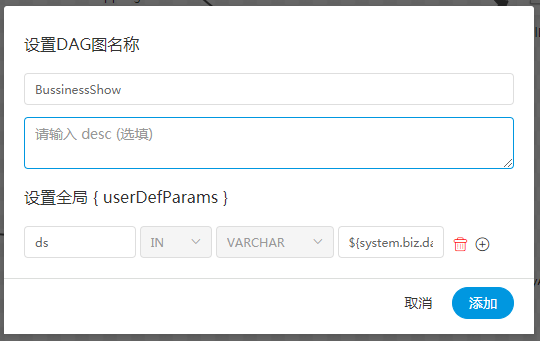 设置DAG图名称
BussinessShow
请输入 desc (选填)
设置全局 { userDefParams }
ds IN VARCHAR ${system.biz.da
取消 添加